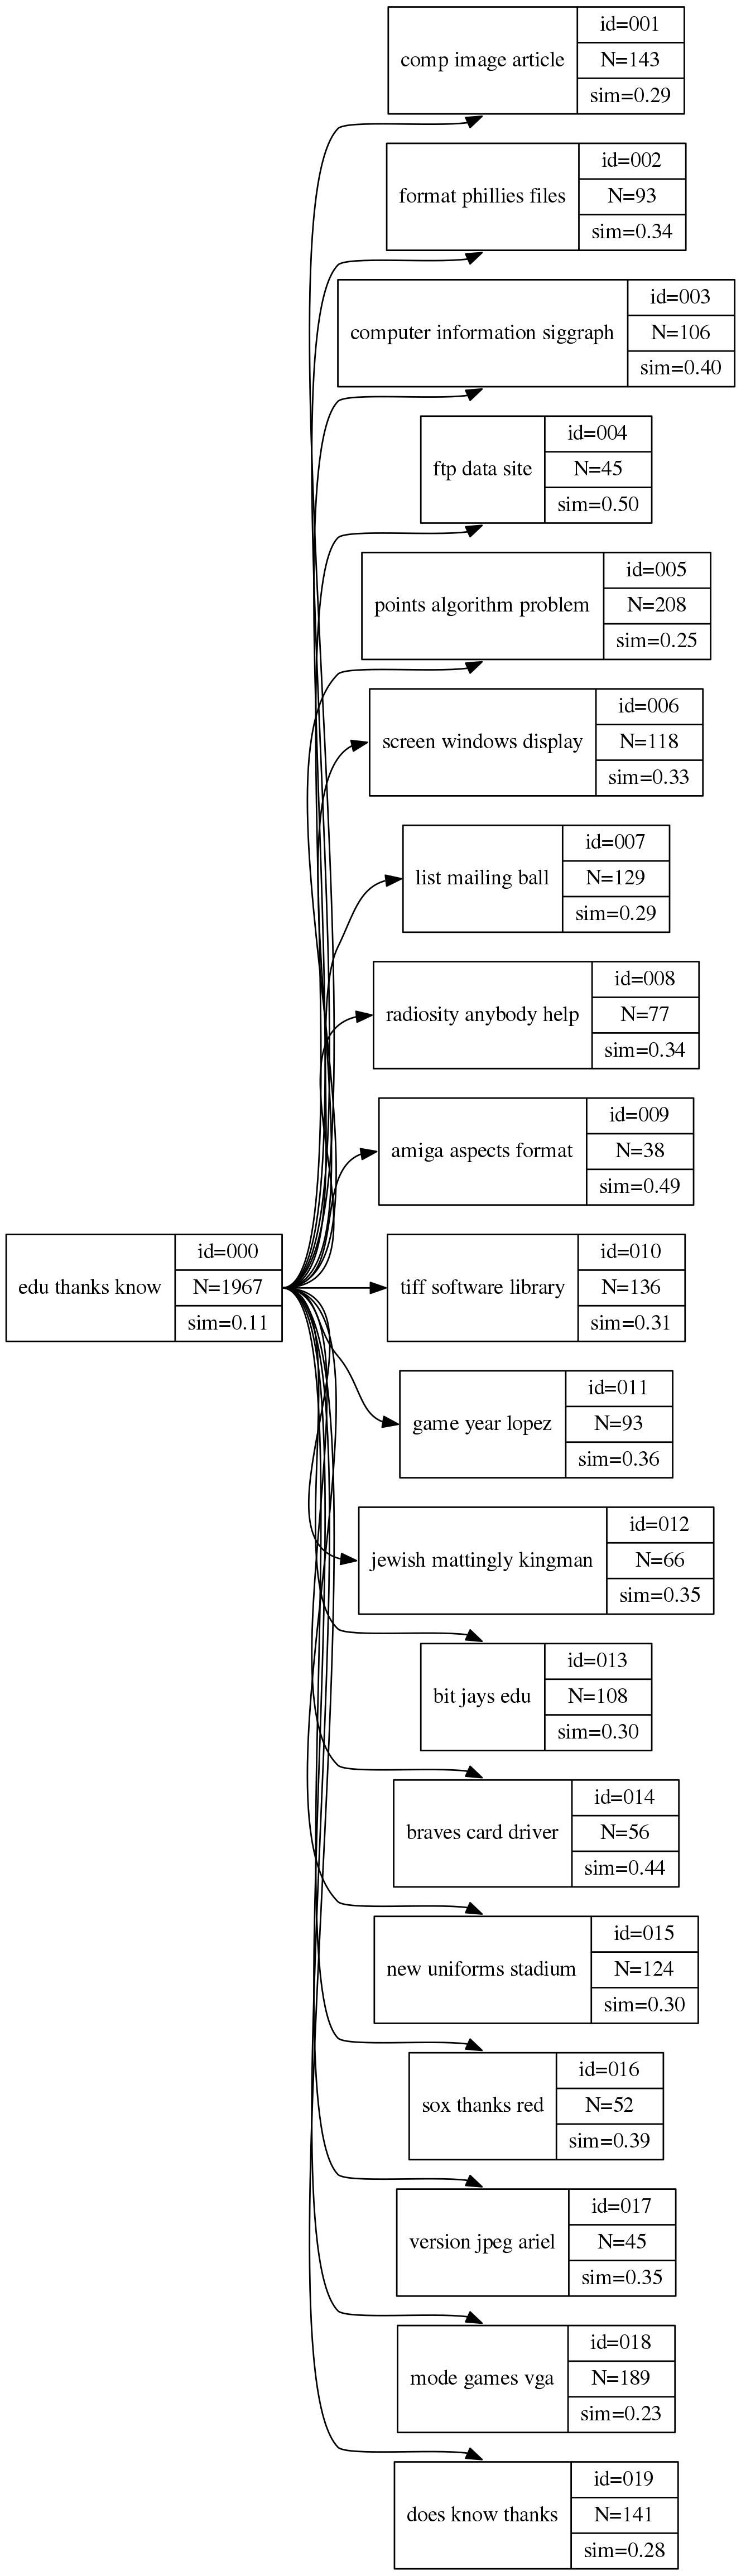 edu thanks know
id=000
N=1967
sim=0.11
comp image article
id=001
N=143
sim=0.29
format phillies files
id=002
N=93
sim=0.34
computer information siggraph
id=003
N=106
sim=0.40
ftp data site
id=004
N=45
sim=0.50
points algorithm problem
id=005
N=208
sim=0.25
screen windows display
id=006
N=118
sim=0.33
list mailing ball
id=007
N=129
sim=0.29
radiosity anybody help
id=008
N=77
sim=0.34
amiga aspects format
id=009
N=38
sim=0.49
tiff software library
id=010
N=136
sim=0.31
game year lopez
id=011
N=93
sim=0.36
jewish mattingly kingman
id=012
N=66
sim=0.35
bit jays edu
id=013
N=108
sim=0.30
braves card driver
id=014
N=56
sim=0.44
new uniforms stadium
id=015
N=124
sim=0.30
sox thanks red
id=016
N=52
sim=0.39
version jpeg ariel
id=017
N=45
sim=0.35
mode games vga
id=018
N=189
sim=0.23
does know thanks
id=019
N=141
sim=0.28